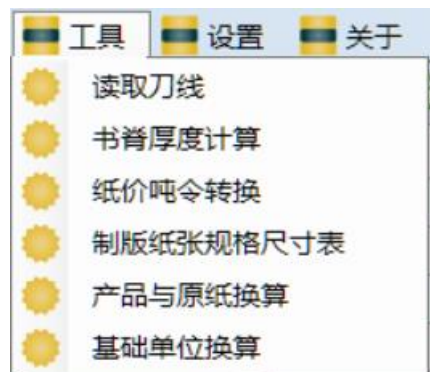 工具 设置 关于
读取刀线
书脊厚度计算
纸价吨令转换
制版纸张规格尺寸表
产品与原纸换算
基础单位换算